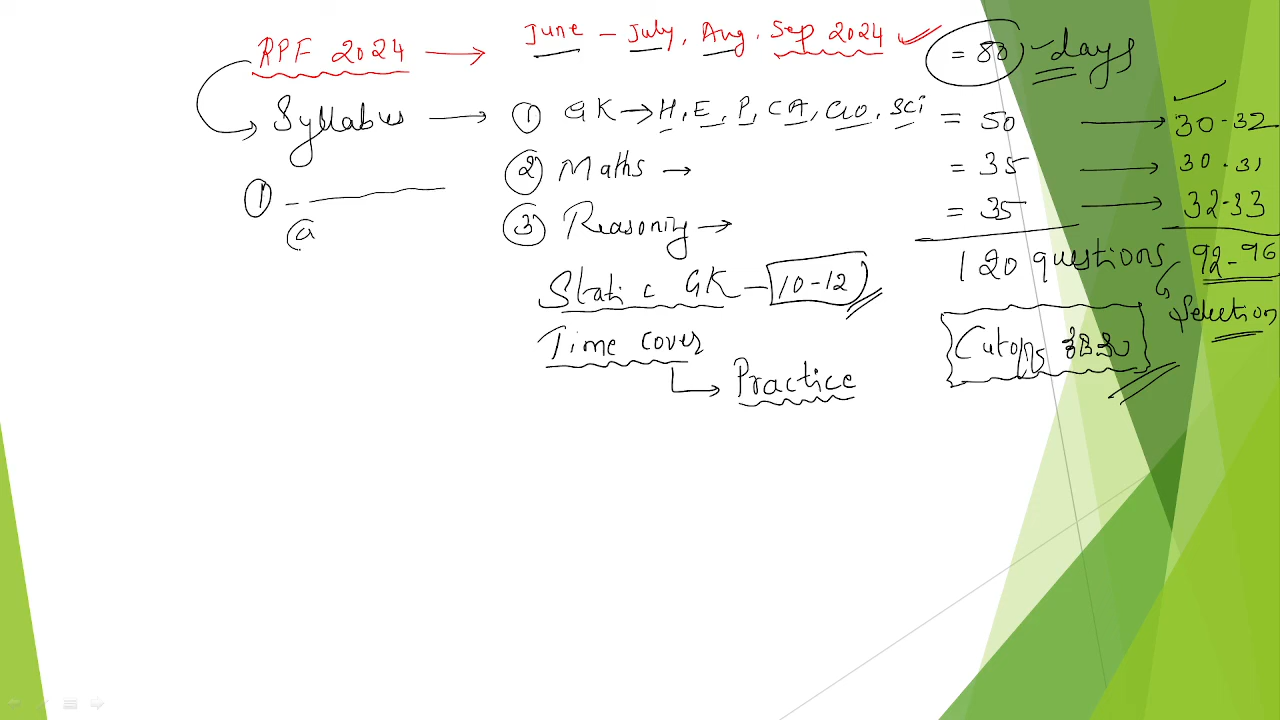 RPF 2024 → June - July, Aug, Sep 2024 ✓ = 80 - days
Syllabus → ① GK → H, E, P, CA, GEO, SCI = 50 → 30-32
② Maths → = 35 → 30-31
① ③ Reasoning → = 35 → 32-33
(a
120 questions 92-96
Static GK - 10-12
Selection
Time cover
Cutoffs
Practice